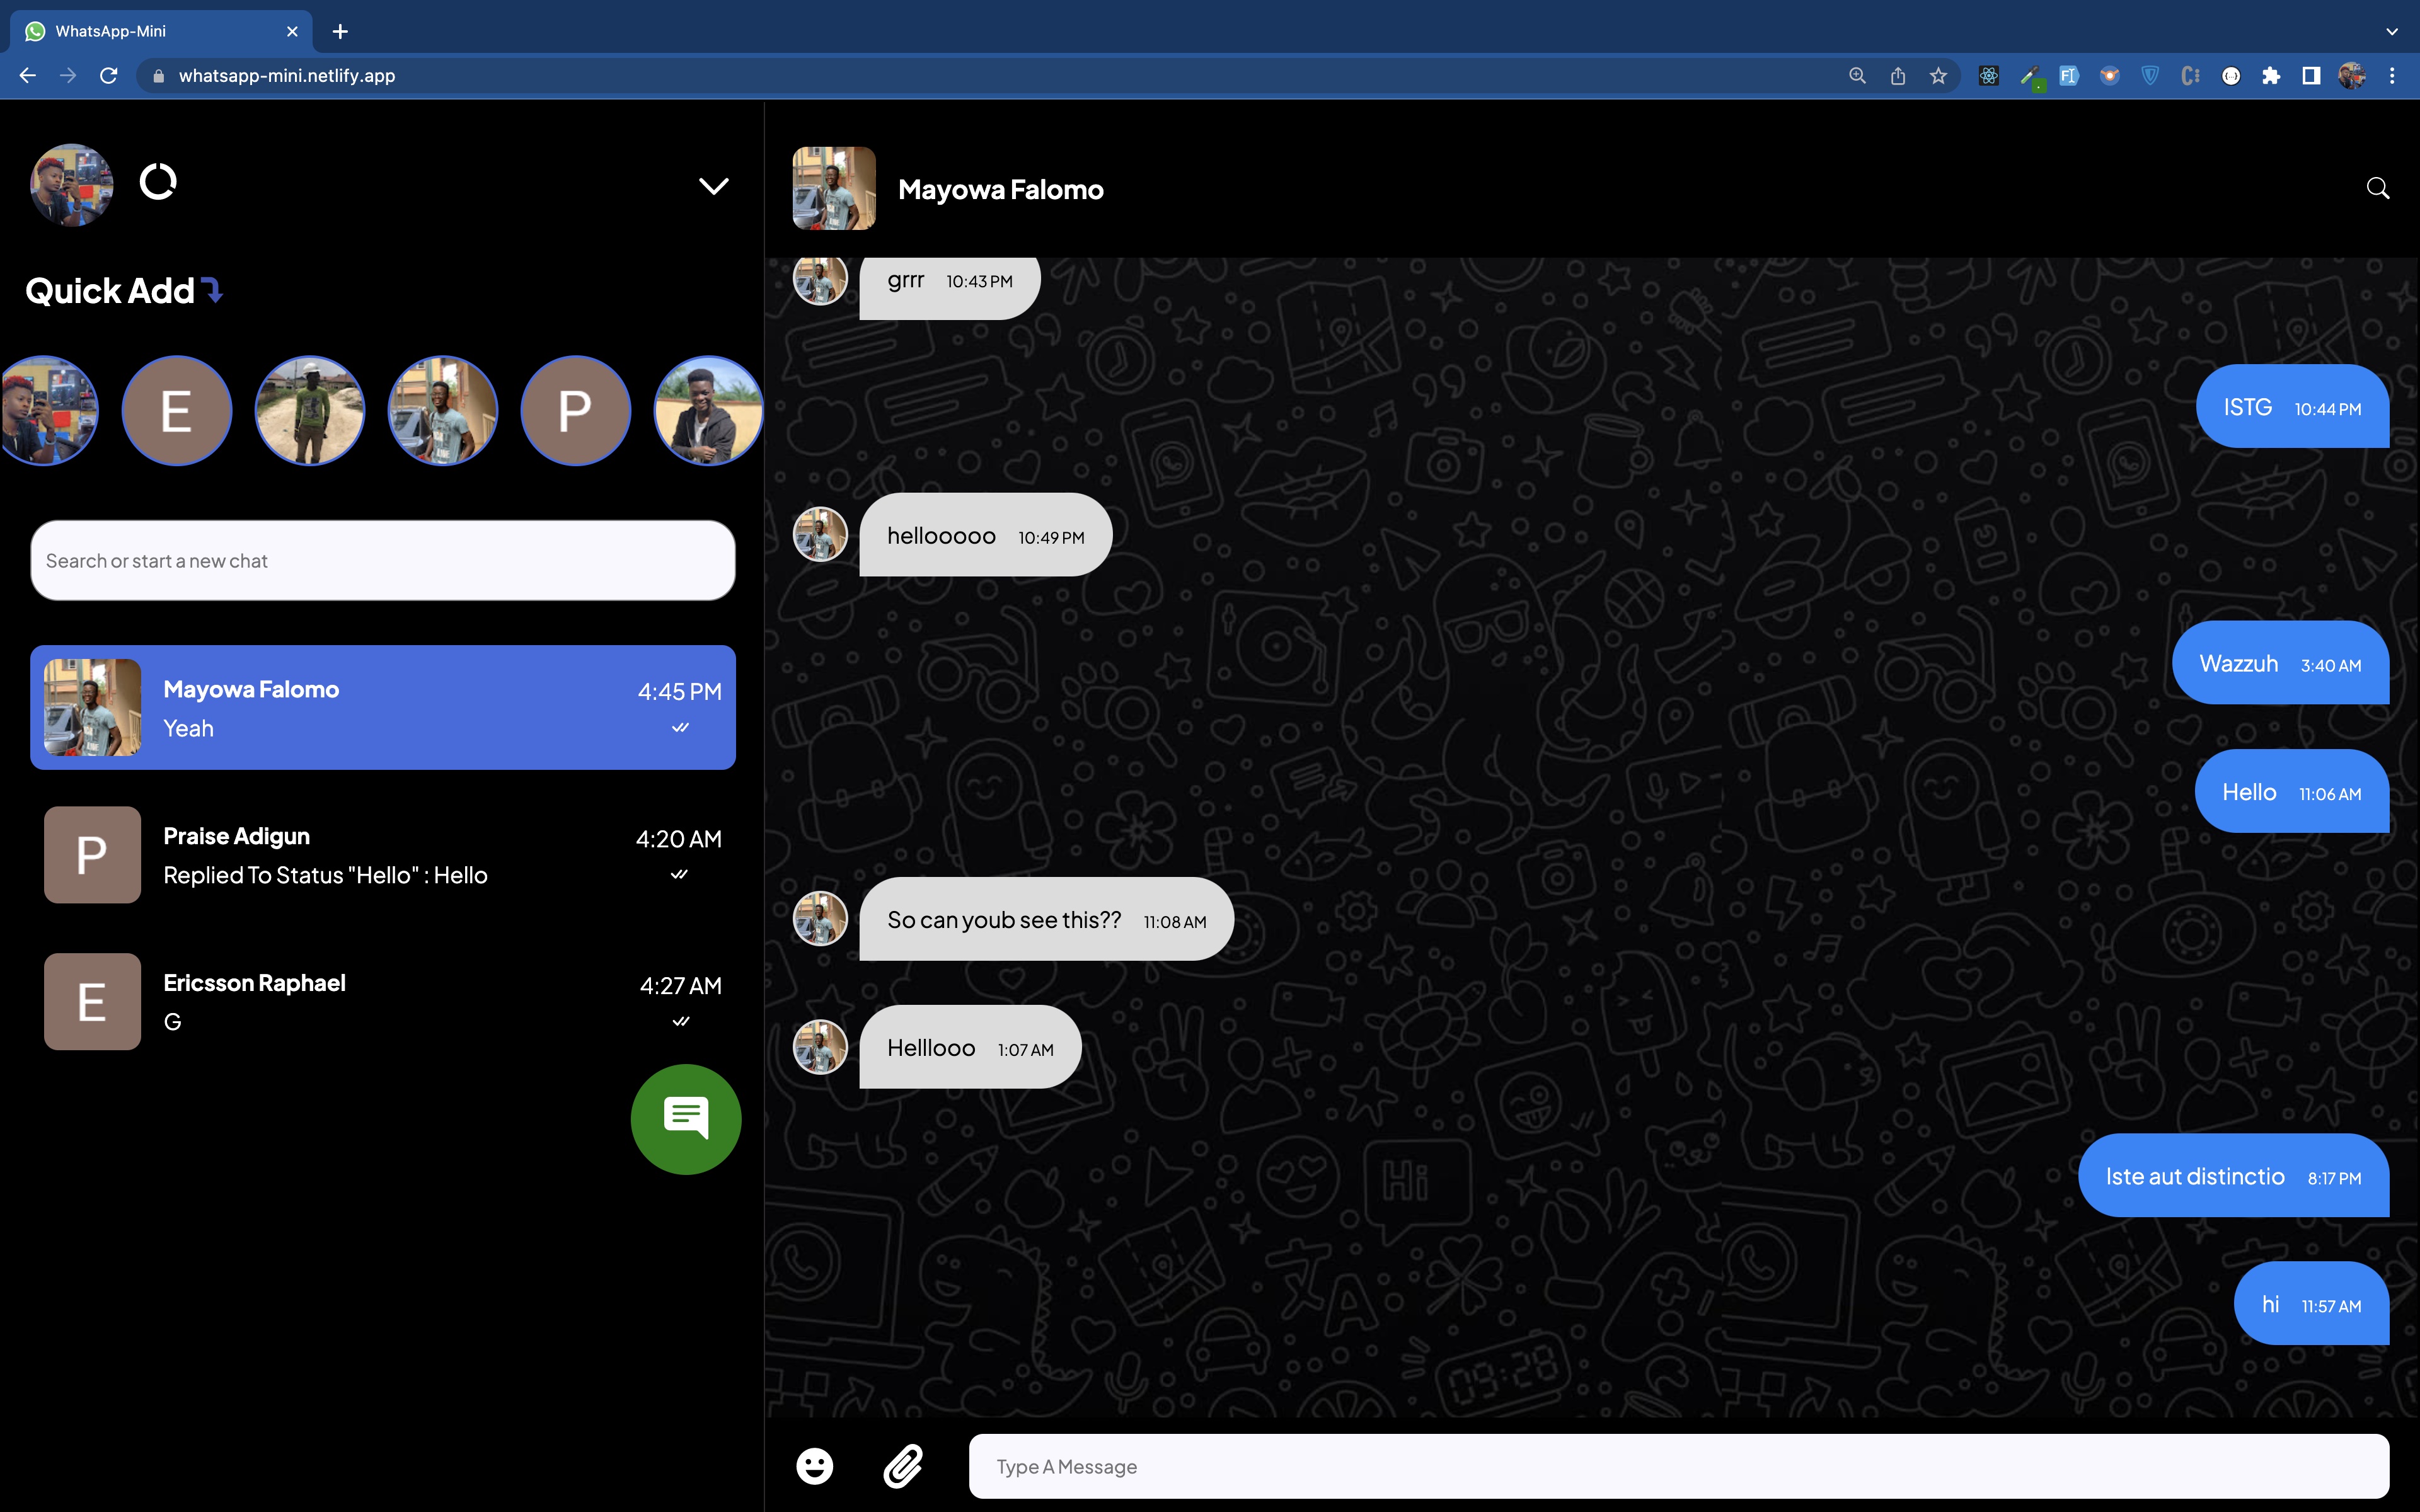 WhatsApp-Mini
whatsapp-mini.netlify.app
Quick Add
E
P
Search or start a new chat
Mayowa Falomo
4:45 PM
Yeah
P
Praise Adigun
4:20 AM
Replied To Status "Hello" : Hello
E
Ericsson Raphael
4:27 AM
G
Mayowa Falomo
grrr 10:43 PM
ISTG 10:44 PM
hellooooo 10:49 PM
Wazzuh 3:40 AM
Hello 11:06 AM
So can youb see this?? 11:08 AM
Helllooo 1:07 AM
Iste aut distinctio 8:17 PM
hi 11:57 AM
Hi
09:28
Type A Message